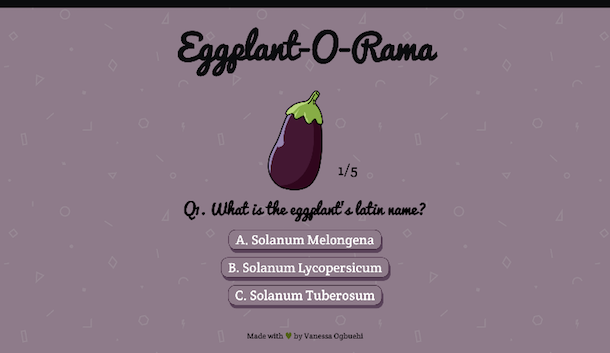 Eggplant-O-Rama
1/5
Q1. What is the eggplant's latin name?
A. Solanum Melongena
B. Solanum Lycopersicum
C. Solanum Tuberosum
Made with 💚 by Vanessa Ogbuehi